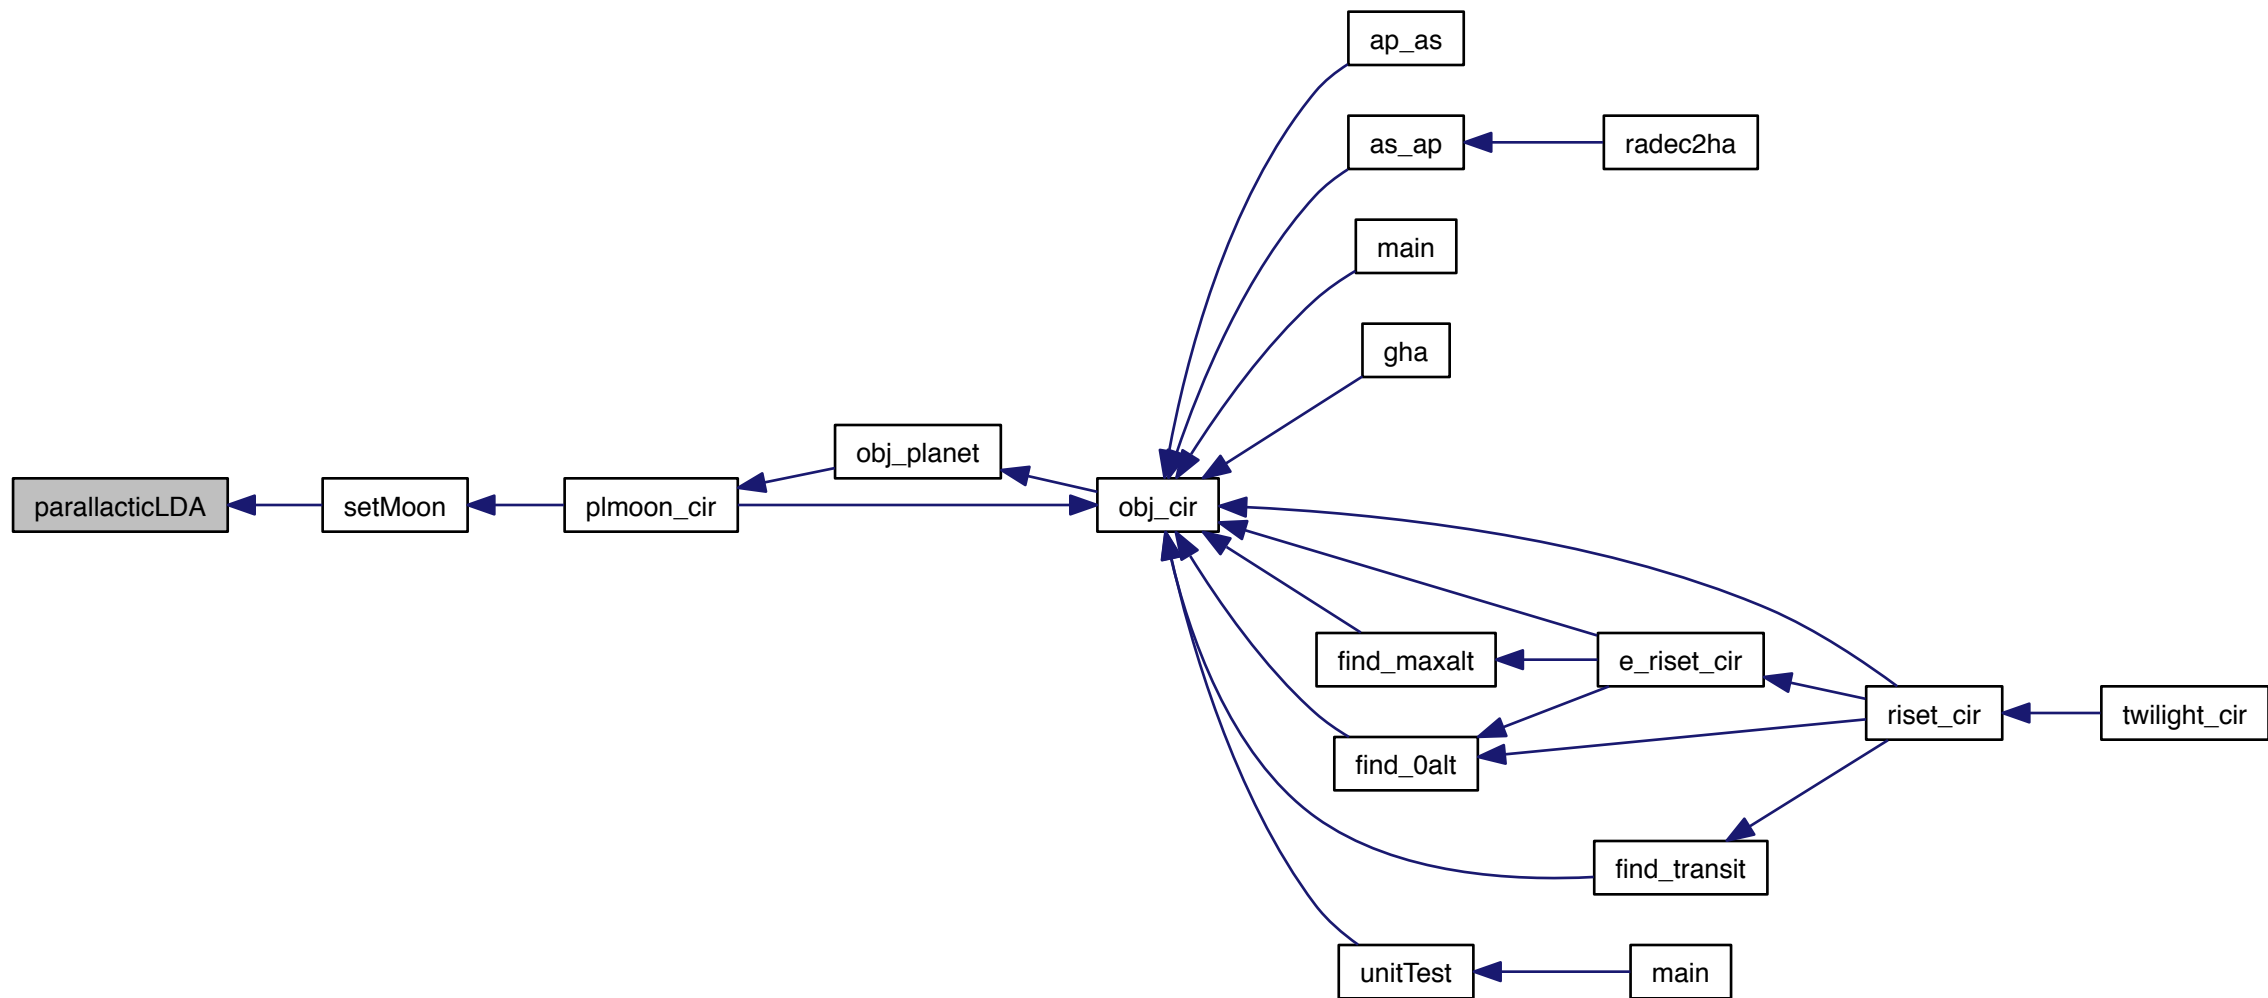 ap_as
as_ap
radec2ha
main
gha
obj_planet
parallacticLDA
setMoon
plmoon_cir
obj_cir
find_maxalt
e_riset_cir
riset_cir
twilight_cir
find_0alt
find_transit
unitTest
main